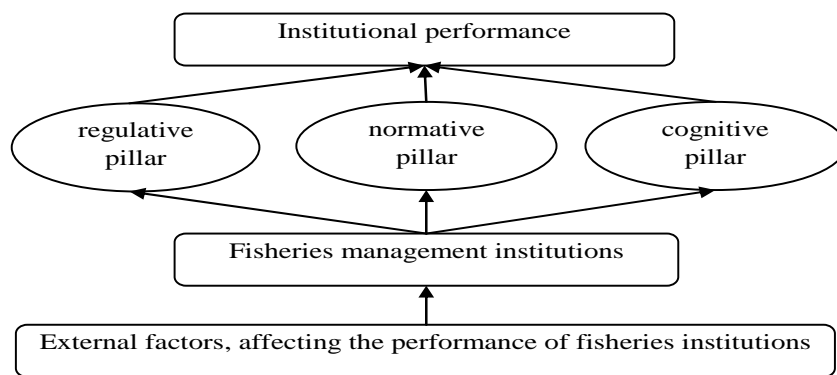 Institutional performance
regulative
pillar
normative
pillar
cognitive
pillar
Fisheries management institutions
External factors, affecting the performance of fisheries institutions